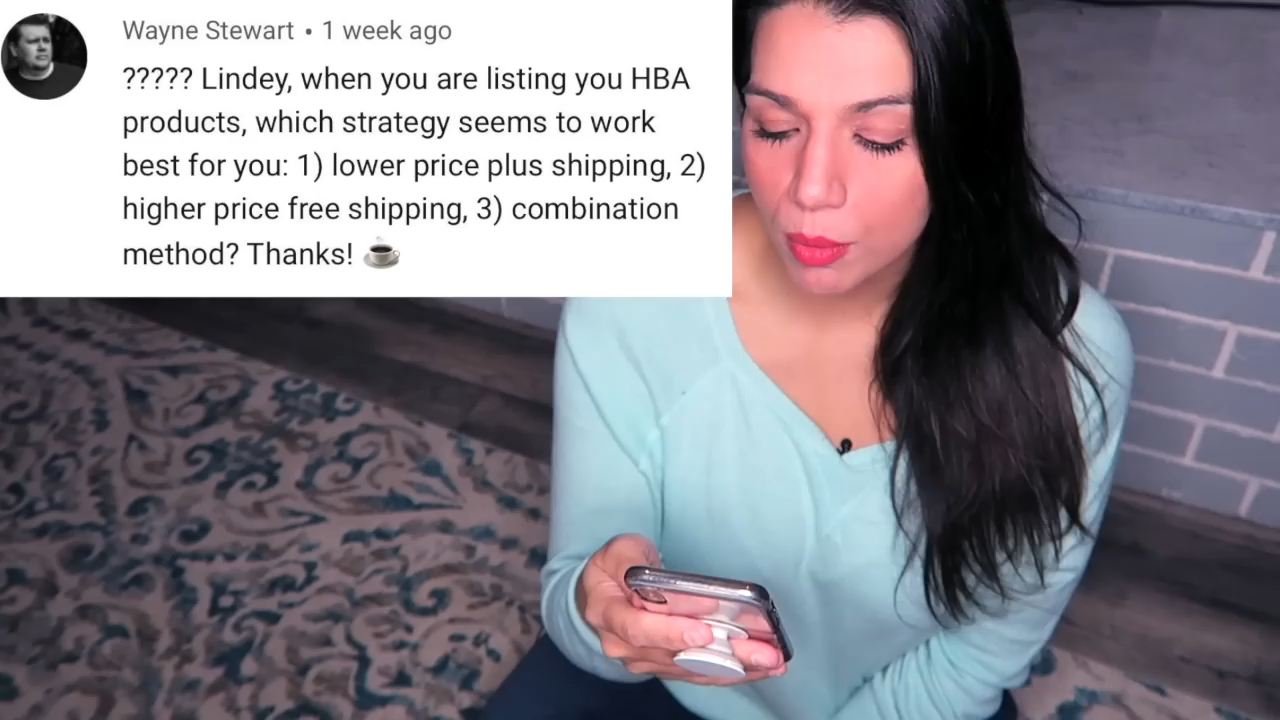 Wayne Stewart • 1 week ago
????? Lindey, when you are listing you HBA
products, which strategy seems to work
best for you: 1) lower price plus shipping, 2)
higher price free shipping, 3) combination
method? Thanks! ☕